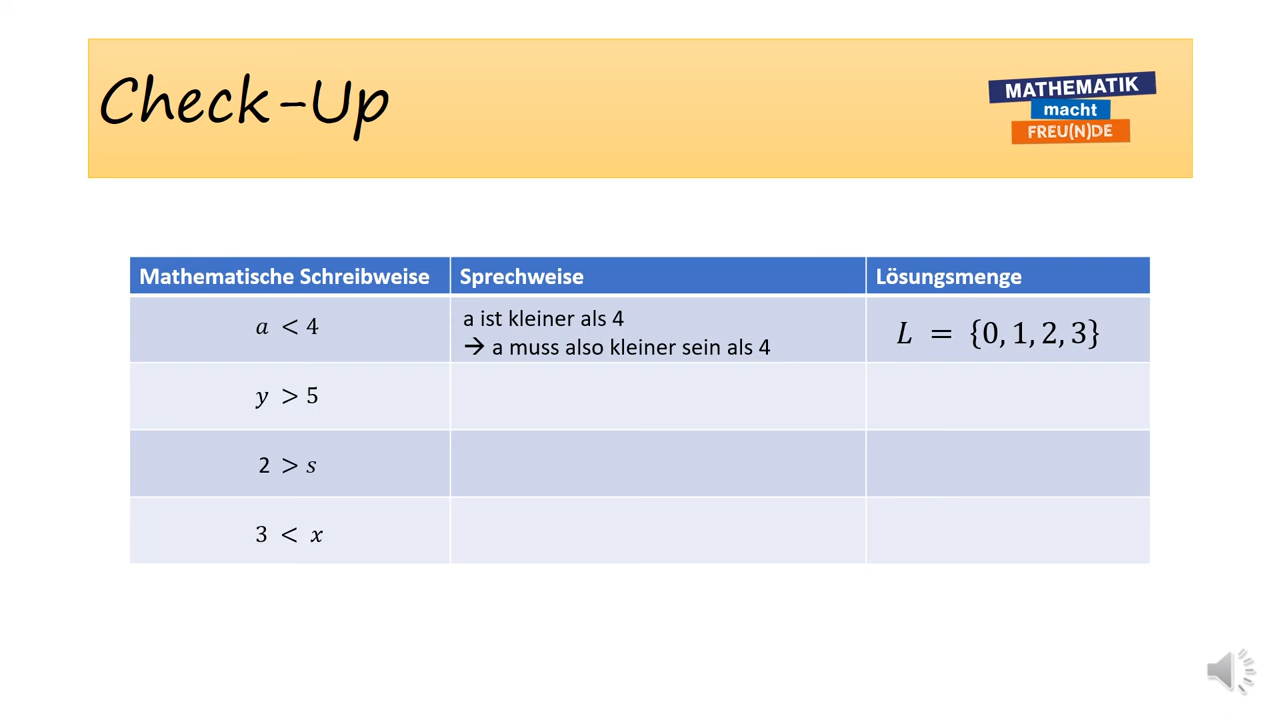 Check-Up
MATHEMATIK
macht
FREU(N)DE
Mathematische Schreibweise Sprechweise Lösungsmenge
a < 4
a ist kleiner als 4
→ a muss also kleiner sein als 4
L = {0, 1, 2, 3}
y > 5
2 > s
3 < x